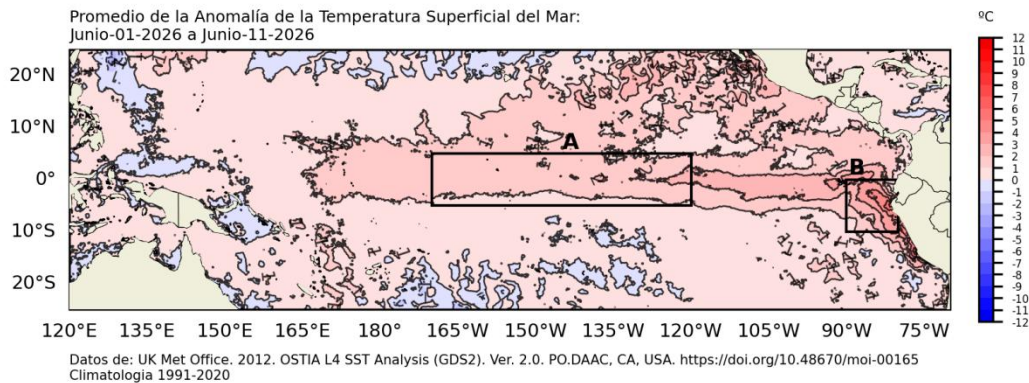 Promedio de la Anomalía de la Temperatura Superficial del Mar:
Junio-01-2026 a Junio-11-2026
ºC
20°N
10°N
0°
10°S
20°S
A
B
12
11
10
9
8
7
6
5
4
3
2
1
0
-1
-2
-3
-4
-5
-6
-7
-8
-9
-10
-11
-12
120°E 135°E 150°E 165°E 180° 165°W 150°W 135°W 120°W 105°W 90°W 75°W
Datos de: UK Met Office. 2012. OSTIA L4 SST Analysis (GDS2). Ver. 2.0. PO.DAAC, CA, USA. https://doi.org/10.48670/moi-00165
Climatologia 1991-2020